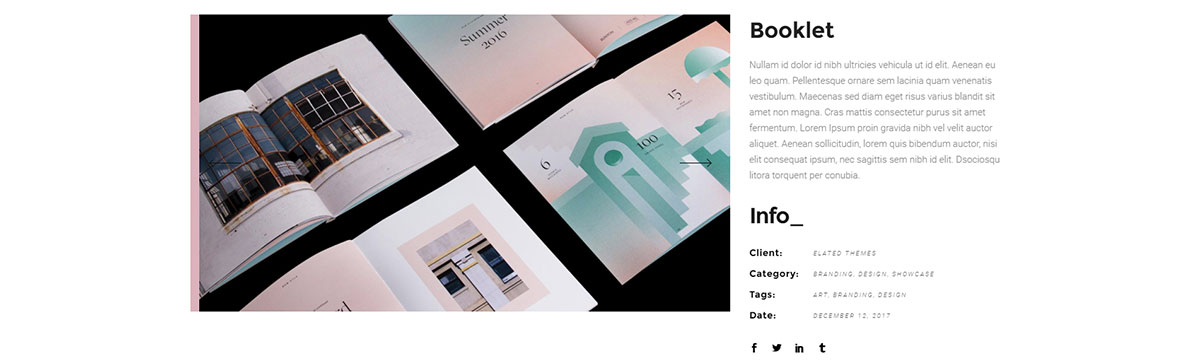 Summer
2016
15
6
100
Booklet
Nullam id dolor id nibh ultricies vehicula ut id elit. Aenean eu
leo quam. Pellentesque ornare sem lacinia quam venenatis
vestibulum. Maecenas sed diam eget risus varius blandit sit
amet non magna. Cras mattis consectetur purus sit amet
fermentum. Lorem Ipsum proin gravida nibh vel velit auctor
aliquet. Aenean sollicitudin, lorem quis bibendum auctor, nisi
elit consequat ipsum, nec sagittis sem nibh id elit. Dsociosqu
litora torquent per conubia.
Info_
Client: ELATED THEMES
Category: BRANDING, DESIGN, SHOWCASE
Tags: ART, BRANDING, DESIGN
Date: DECEMBER 12, 2017